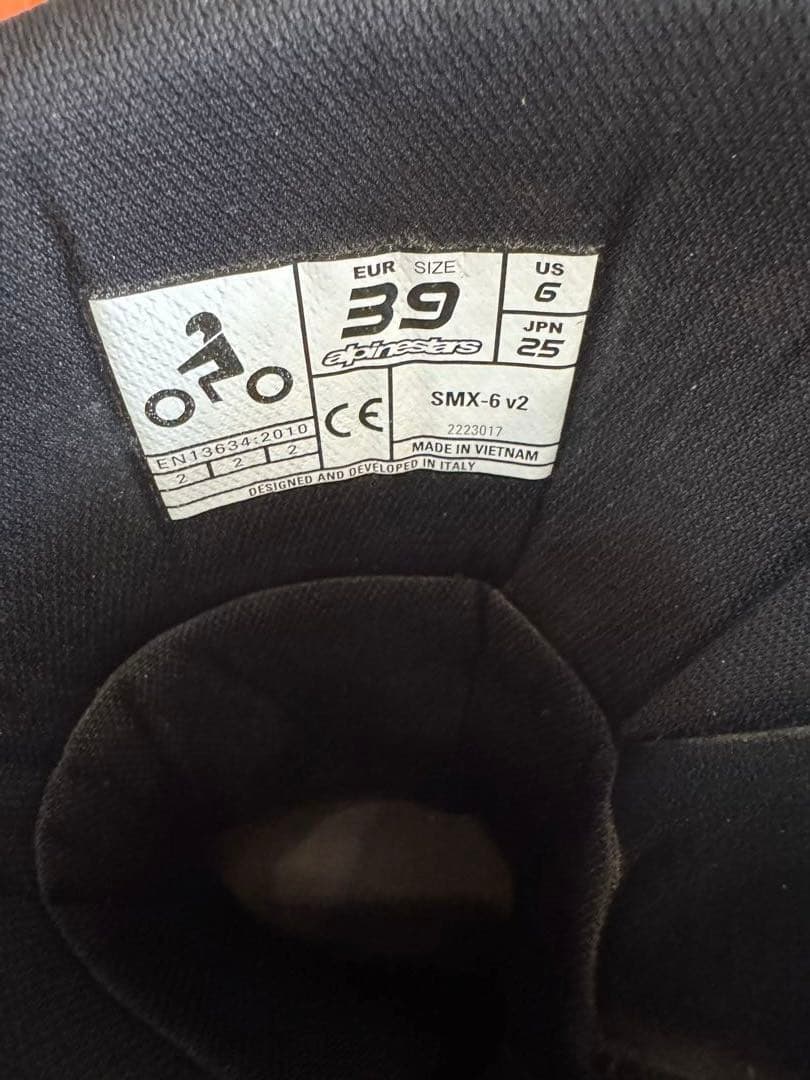 EUR SIZE
39
alpinestars
US
6
JPN
25
EN13634:2010
2 2 2
CE
SMX-6 v2
2223017
MADE IN VIETNAM
DESIGNED AND DEVELOPED IN ITALY